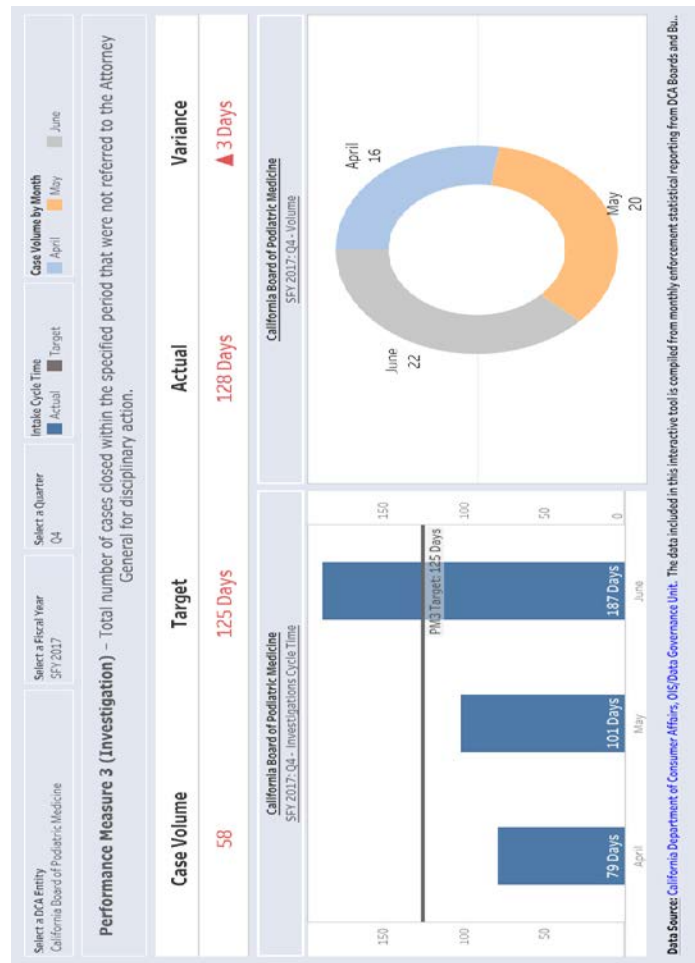 Select a DCA Entity
California Board of Podiatric Medicine
Select a Fiscal Year
SFY 2017
Select a Quarter
Q4
Intake Cycle Time
Actual Target
Case Volume by Month
April May June
Performance Measure 3 (Investigation) – Total number of cases closed within the specified period that were not referred to the Attorney
General for disciplinary action.
Case Volume Target Actual Variance
58 125 Days 128 Days ▲ 3 Days
California Board of Podiatric Medicine
SFY 2017: Q4 - Investigations Cycle Time
150
100
50
150
100
50
0
PM3 Target: 125 Days
79 Days
101 Days
187 Days
April
May
June
California Board of Podiatric Medicine
SFY 2017: Q4 - Volume
April
16
June
22
May
20
Data Source: California Department of Consumer Affairs, OIS/Data Governance Unit. The data included in this interactive tool is compiled from monthly enforcement statistical reporting from DCA Boards and Bu..